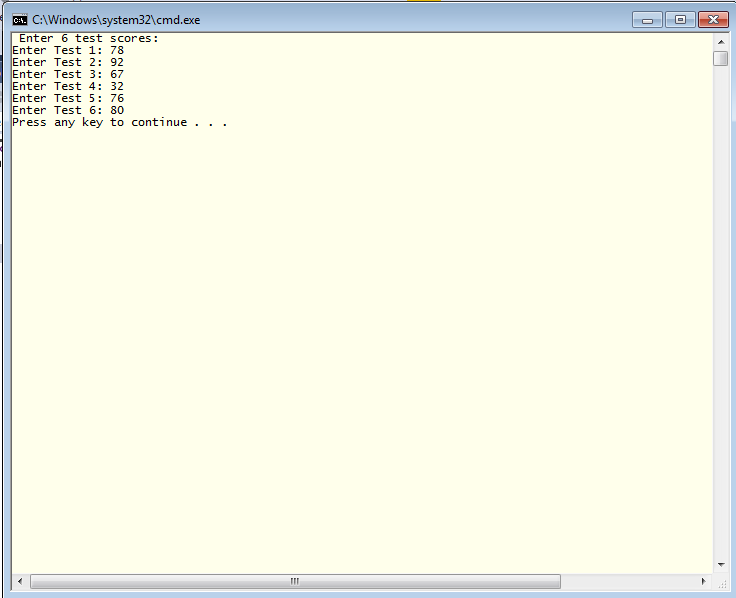 C:\Windows\system32\cmd.exe
Enter 6 test scores:
Enter Test 1: 78
Enter Test 2: 92
Enter Test 3: 67
Enter Test 4: 32
Enter Test 5: 76
Enter Test 6: 80
Press any key to continue . . .